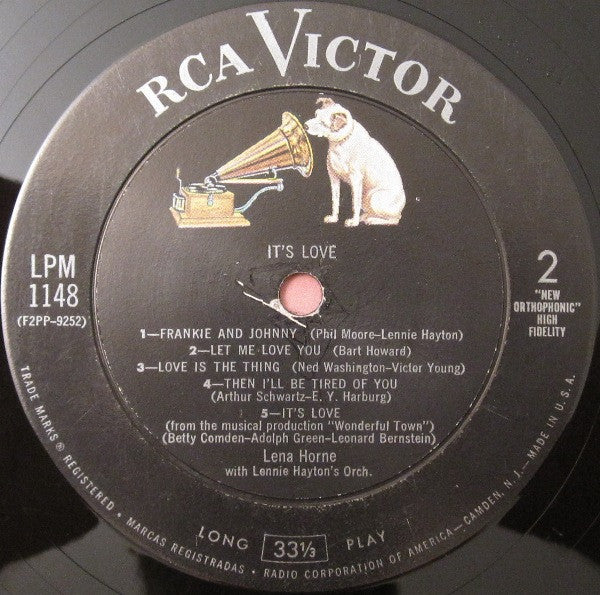 RCA VICTOR
IT'S LOVE
LPM
1148
(F2PP-9252)
2
"NEW
ORTHOPHONIC"
HIGH
FIDELITY
1—FRANKIE AND JOHNNY (Phil Moore-Lennie Hayton)
2—LET ME LOVE YOU (Bart Howard)
3—LOVE IS THE THING (Ned Washington-Victor Young)
4—THEN I'LL BE TIRED OF YOU
(Arthur Schwartz-E. Y. Harburg)
5—IT'S LOVE
(from the musical production "Wonderful Town")
(Betty Comden-Adolph Green-Leonard Bernstein)
Lena Horne
with Lennie Hayton's Orch.
LONG 33⅓ PLAY
TRADE MARKS ® REGISTERED • MARCAS REGISTRADAS • RADIO CORPORATION OF AMERICA—CAMDEN, N. J.—MADE IN U. S. A.